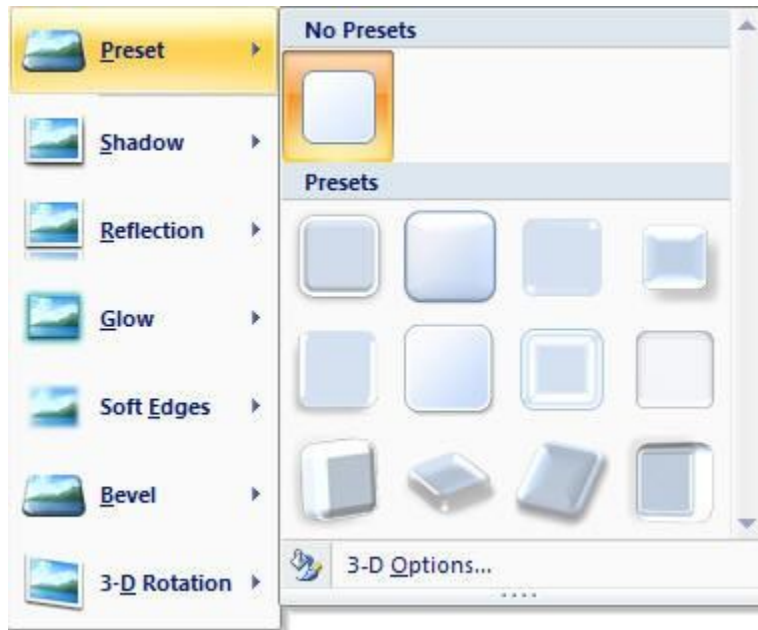 Preset
Shadow
Reflection
Glow
Soft Edges
Bevel
3-D Rotation
No Presets
Presets
3-D Options...